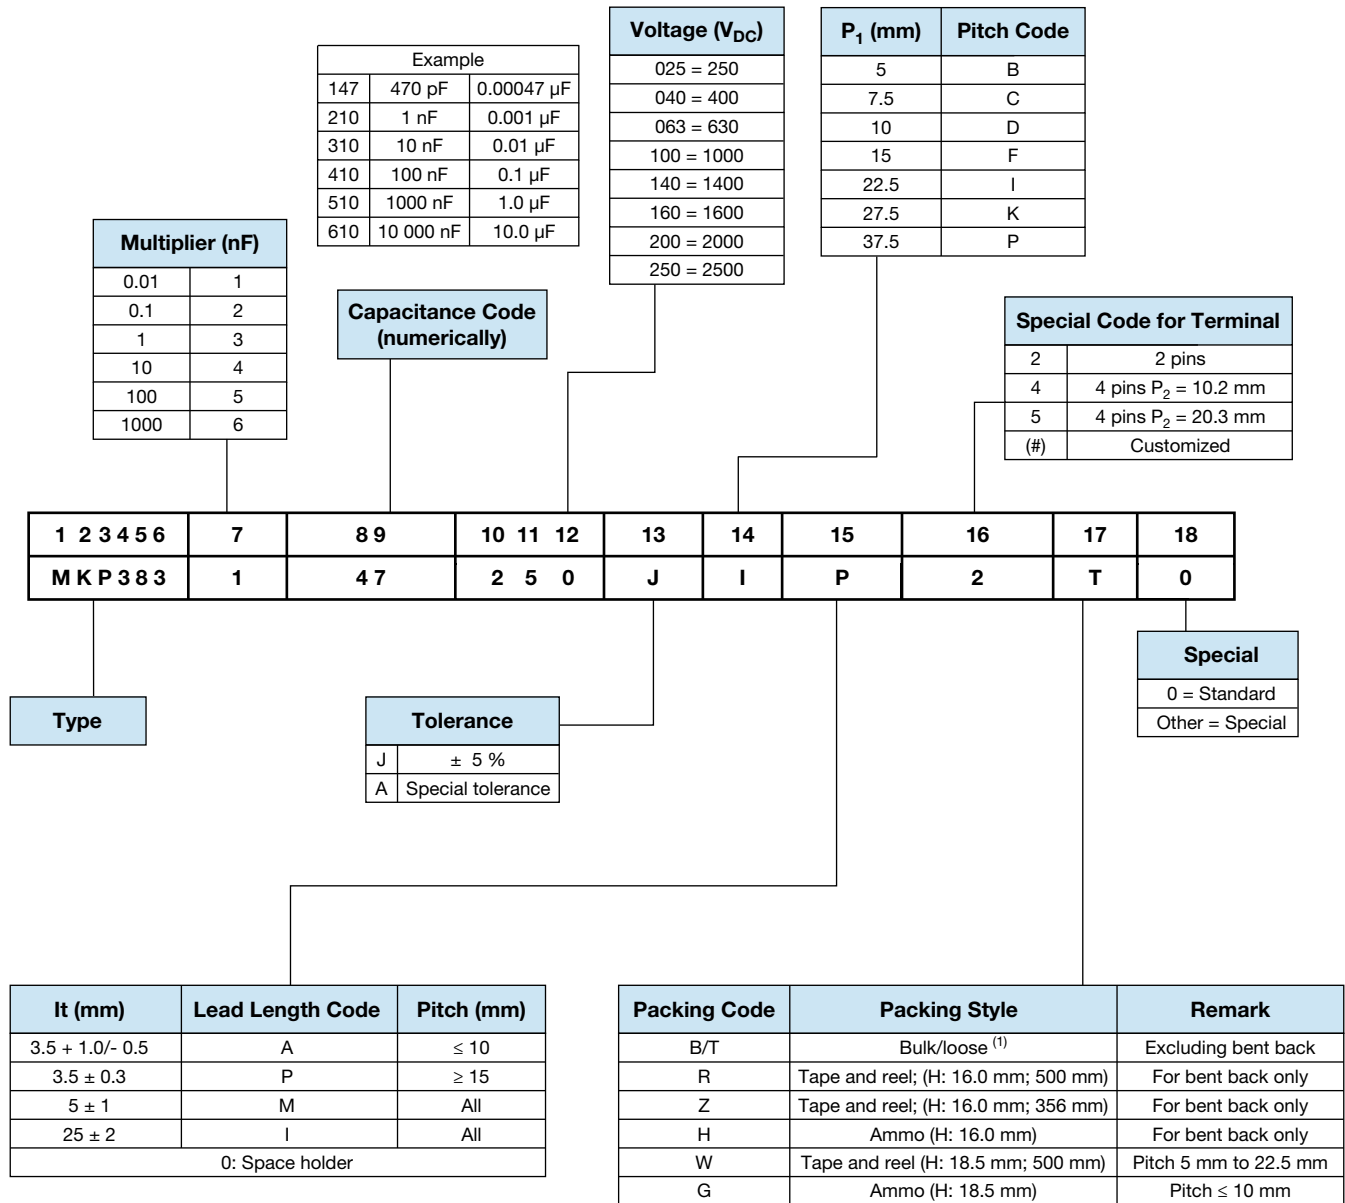 Voltage (VDC)
025 = 250
040 = 400
063 = 630
100 = 1000
140 = 1400
160 = 1600
200 = 2000
250 = 2500
P1 (mm) Pitch Code
5 B
7.5 C
10 D
15 F
22.5 I
27.5 K
37.5 P
Example
147 470 pF 0.00047 µF
210 1 nF 0.001 µF
310 10 nF 0.01 µF
410 100 nF 0.1 µF
510 1000 nF 1.0 µF
610 10 000 nF 10.0 µF
Multiplier (nF)
0.01 1
0.1 2
1 3
10 4
100 5
1000 6
Capacitance Code
(numerically)
Special Code for Terminal
2 2 pins
4 4 pins P2 = 10.2 mm
5 4 pins P2 = 20.3 mm
(#) Customized
1 2 3 4 5 6 7 8 9 10 11 12 13 14 15 16 17 18
M K P 3 8 3 1 4 7 2 5 0 J I P 2 T 0
Special
0 = Standard
Other = Special
Type
Tolerance
J ± 5 %
A Special tolerance
lt (mm) Lead Length Code Pitch (mm)
3.5 + 1.0/- 0.5 A ≤ 10
3.5 ± 0.3 P ≥ 15
5 ± 1 M All
25 ± 2 I All
0: Space holder
Packing Code Packing Style Remark
B/T Bulk/loose (1) Excluding bent back
R Tape and reel; (H: 16.0 mm; 500 mm) For bent back only
Z Tape and reel; (H: 16.0 mm; 356 mm) For bent back only
H Ammo (H: 16.0 mm) For bent back only
W Tape and reel (H: 18.5 mm; 500 mm) Pitch 5 mm to 22.5 mm
G Ammo (H: 18.5 mm) Pitch ≤ 10 mm